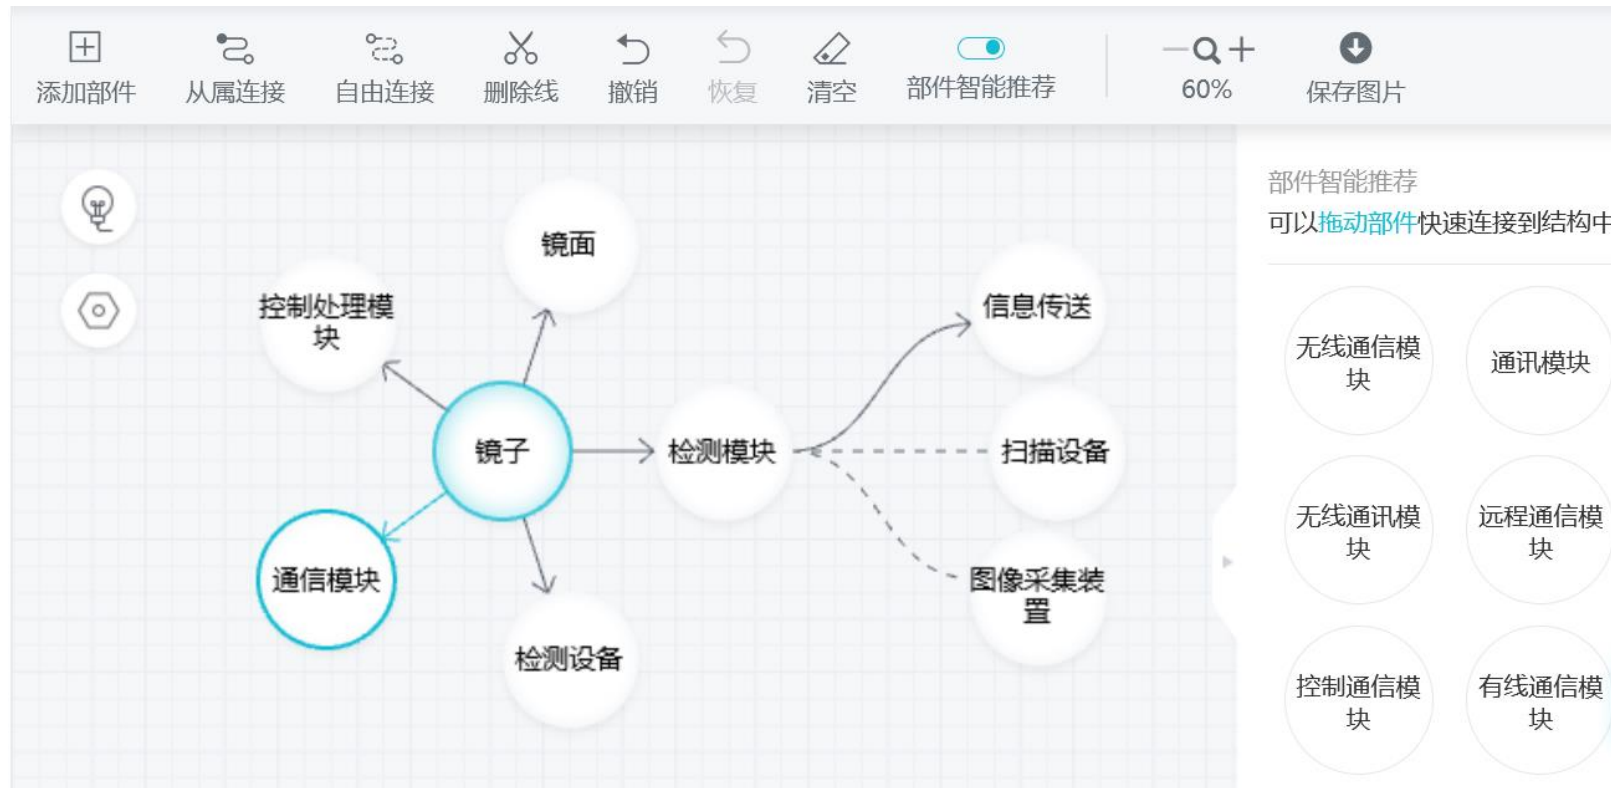 添加部件
从属连接
自由连接
删除线
撤销
恢复
清空
部件智能推荐
60%
保存图片
部件智能推荐
可以拖动部件快速连接到结构中
镜面
控制处理模
块
信息传送
镜子
检测模块
扫描设备
通信模块
图像采集装
置
检测设备
无线通信模
块
通讯模块
无线通讯模
块
远程通信模
块
控制通信模
块
有线通信模
块